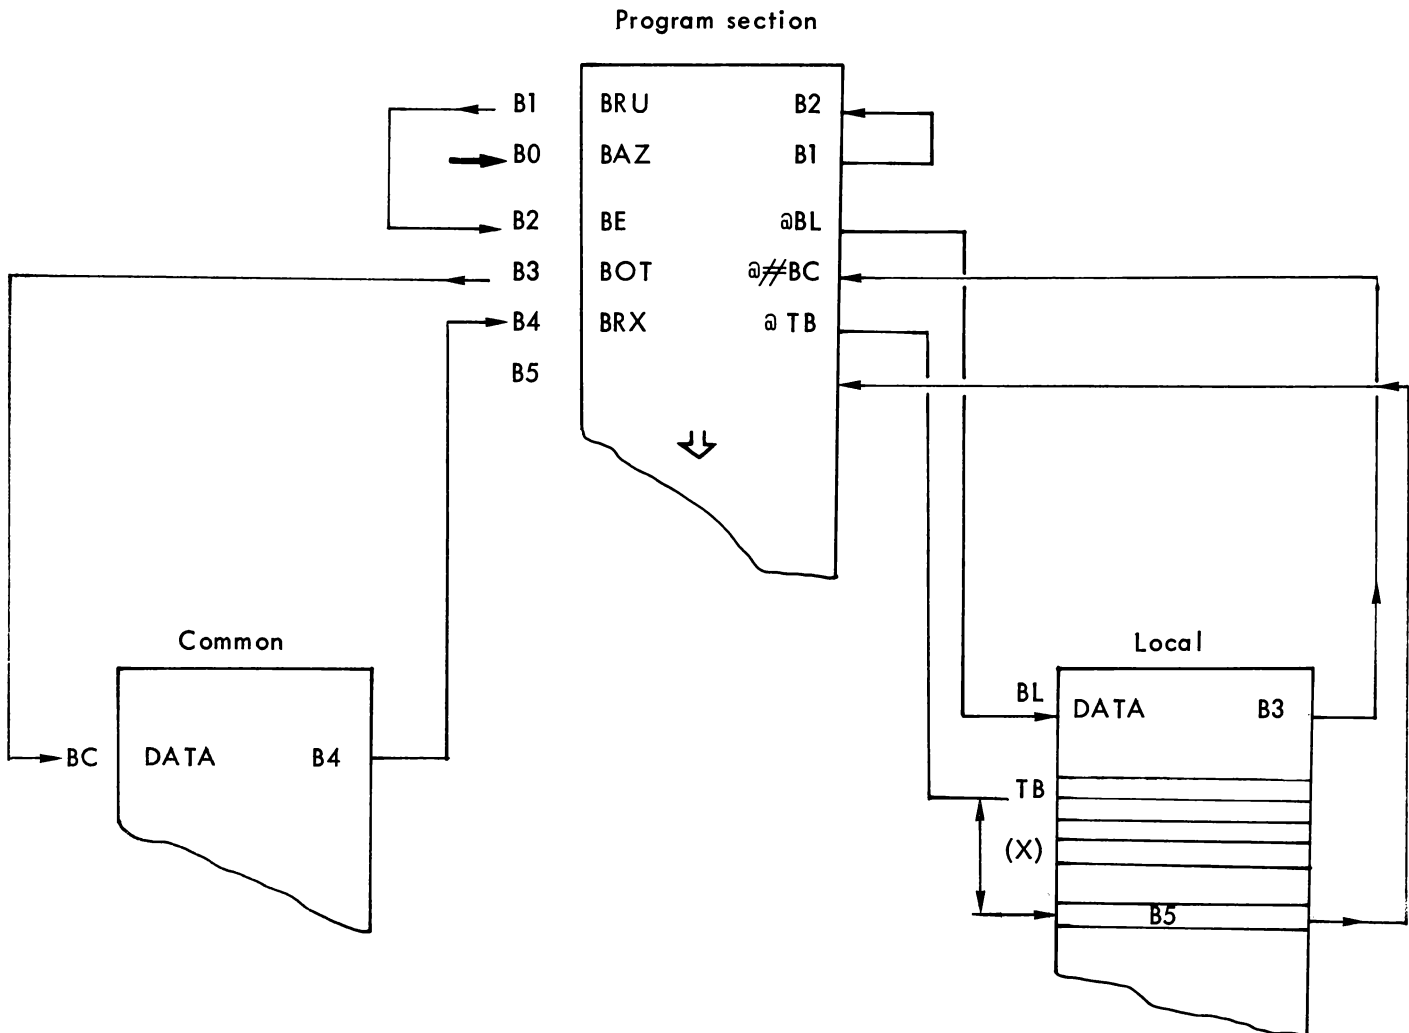 Program section
B1 BRU B2
B0 BAZ B1
B2 BE @BL
B3 BOT @#BC
B4 BRX @ TB
B5
Common
BC DATA B4
Local
BL DATA B3
TB
(X)
B5